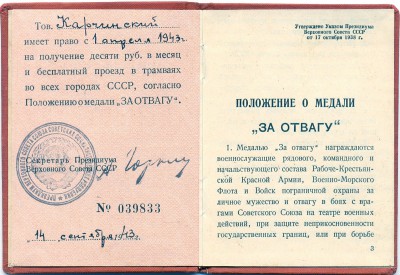 Тов. Карчинский
имеет право с 1 апреля 1943 г.
на получение десяти руб. в месяц
и бесплатный проезд в трамваях
во всех городах СССР, согласно
Положению о медали „ЗА ОТВАГУ“.
Секретарь Президиума
Верховного Совета СССР
№ 039833
14 сентября 43
Утверждено Указом Президиума
Верховного Совета СССР
от 17 октября 1938 г.
ПОЛОЖЕНИЕ О МЕДАЛИ
„ЗА ОТВАГУ“
1. Медалью „За отвагу“ награждаются
военнослужащие рядового, командного и
начальствующего состава Рабоче-Крестьян-
ской Красной Армии, Военно-Морского
Флота и Войск пограничной охраны за
личное мужество и отвагу в боях с вра-
гами Советского Союза на театре военных
действий, при защите неприкосновенности
государственных границ, или при борьбе
3